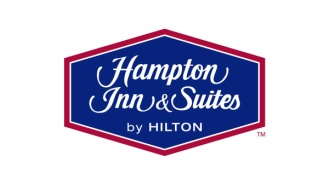 Hampton
Inn & Suites
by HILTON
™